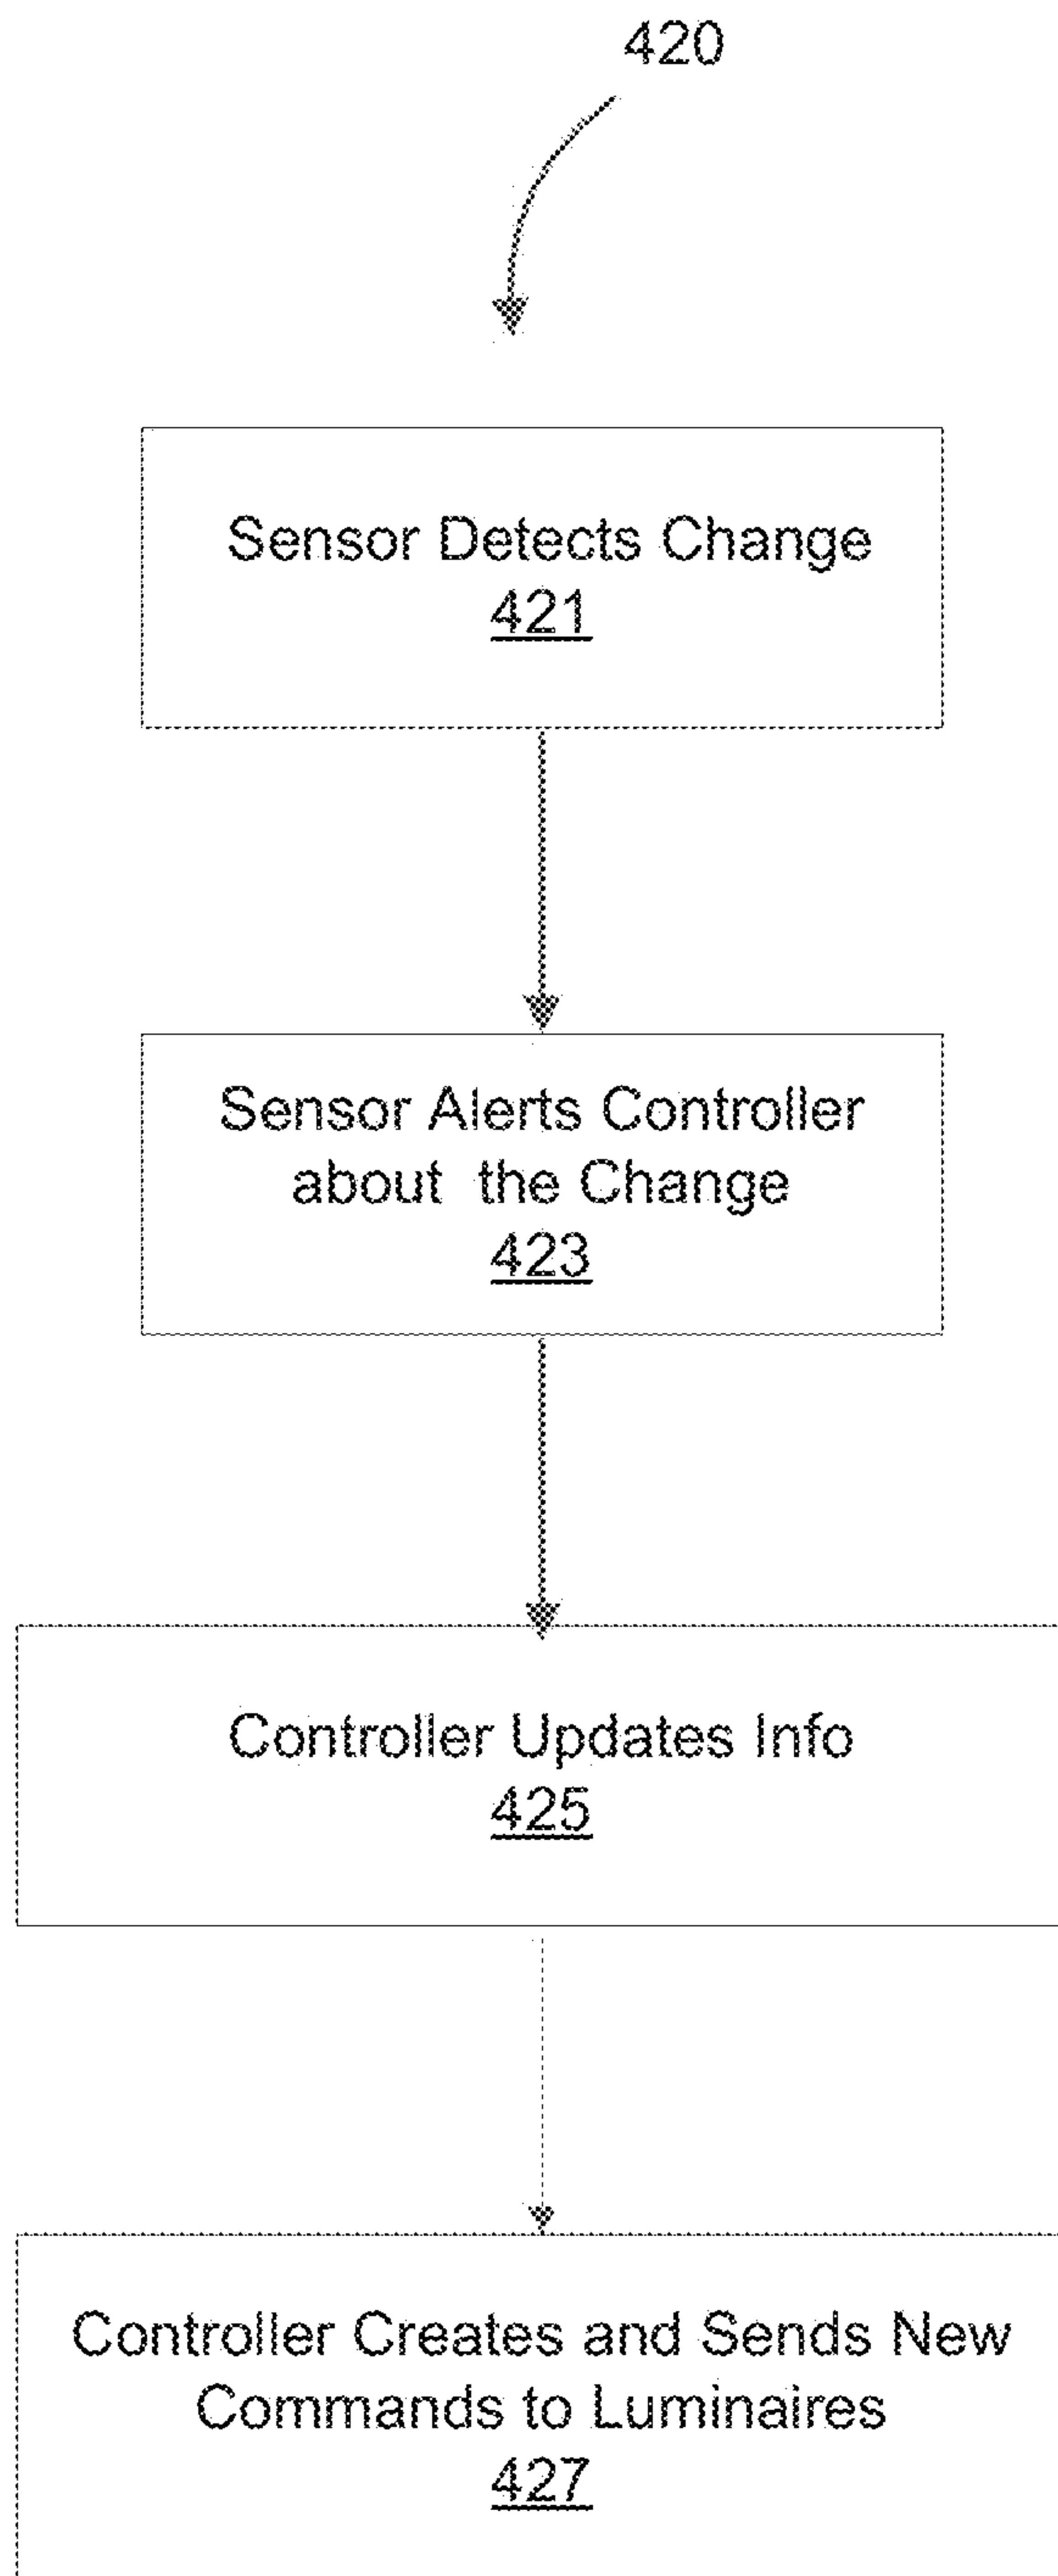 420
Sensor Detects Change
421
Sensor Alerts Controller
about the Change
423
Controller Updates Info
425
Controller Creates and Sends New
Commands to Luminaires
427